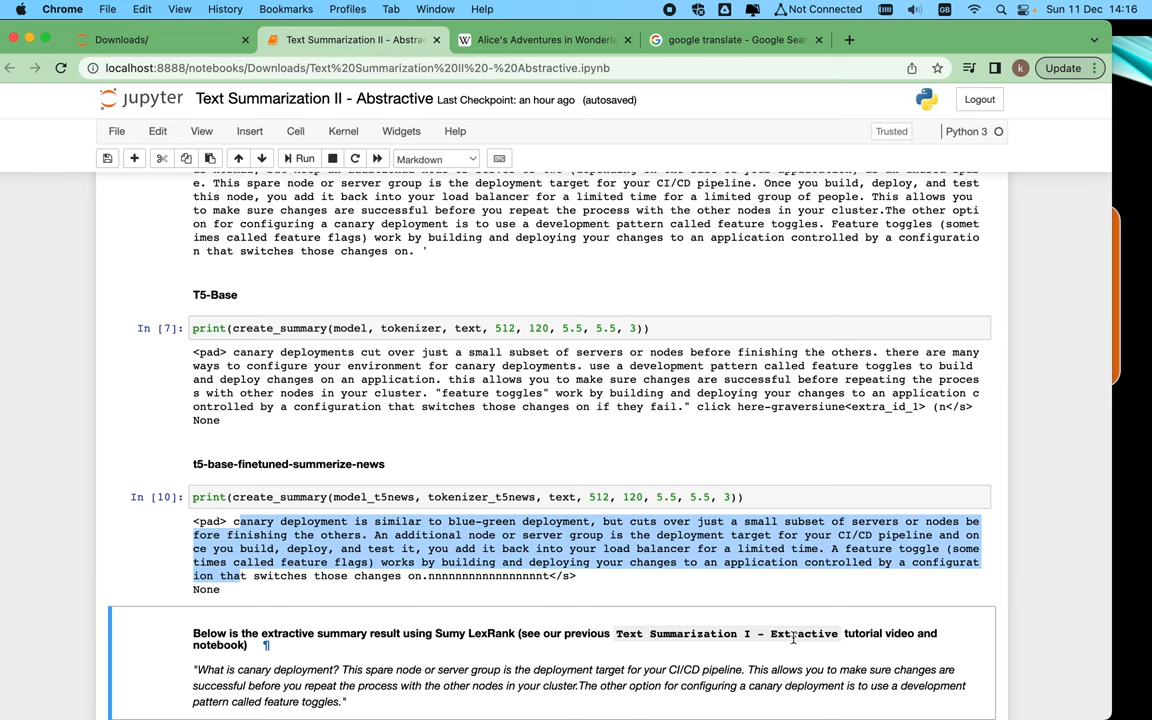 Chrome File Edit View History Bookmarks Profiles Tab Window Help Not Connected GB Sun 11 Dec 14:16
Downloads/ Text Summarization II - Abstrac Alice's Adventures in Wonderla google translate - Google Sear
localhost:8888/notebooks/Downloads/Text%20Summarization%20II%20-%20Abstractive.ipynb k Update
jupyter Text Summarization II - Abstractive Last Checkpoint: an hour ago (autosaved) Logout
File Edit View Insert Cell Kernel Widgets Help Trusted Python 3
Run Markdown
e. This spare node or server group is the deployment target for your CI/CD pipeline. Once you build, deploy, and test
this node, you add it back into your load balancer for a limited time for a limited group of people. This allows you
to make sure changes are successful before you repeat the process with the other nodes in your cluster.The other opti
on for configuring a canary deployment is to use a development pattern called feature toggles. Feature toggles (somet
imes called feature flags) work by building and deploying your changes to an application controlled by a configuratio
n that switches those changes on. '
T5-Base
In [7]: print(create_summary(model, tokenizer, text, 512, 120, 5.5, 5.5, 3))
<pad> canary deployments cut over just a small subset of servers or nodes before finishing the others. there are many
ways to configure your environment for canary deployments. use a development pattern called feature toggles to build
and deploy changes on an application. this allows you to make sure changes are successful before repeating the proces
s with other nodes in your cluster. "feature toggles" work by building and deploying your changes to an application c
ontrolled by a configuration that switches those changes on if they fail." click here-graversiune<extra_id_1> (n</s>
None
t5-base-finetuned-summerize-news
In [10]: print(create_summary(model_t5news, tokenizer_t5news, text, 512, 120, 5.5, 5.5, 3))
<pad> canary deployment is similar to blue-green deployment, but cuts over just a small subset of servers or nodes be
fore finishing the others. An additional node or server group is the deployment target for your CI/CD pipeline and on
ce you build, deploy, and test it, you add it back into your load balancer for a limited time. A feature toggle (some
times called feature flags) works by building and deploying your changes to an application controlled by a configurat
ion that switches those changes on.nnnnnnnnnnnnnnnnnt</s>
None
Below is the extractive summary result using Sumy LexRank (see our previous Text Summarization I - Extractive tutorial video and
notebook) ¶
"What is canary deployment? This spare node or server group is the deployment target for your CI/CD pipeline. This allows you to make sure changes are
successful before you repeat the process with the other nodes in your cluster.The other option for configuring a canary deployment is to use a development
pattern called feature toggles."